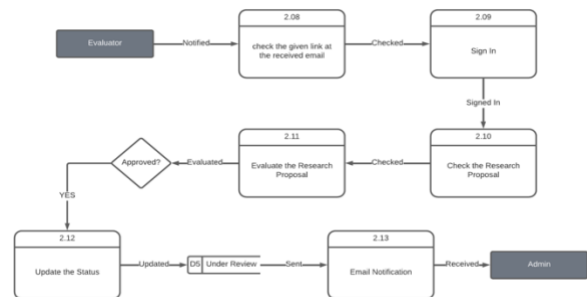 2.08
2.09
Evaluator
Notified
check the given link at
the received email
Checked
Sign In
Signed In
2.11
2.10
Approved?
Evaluated
Evaluate the Research
Proposal
Checked
Check the Research
Proposal
YES
2.12
2.13
Update the Status
Updated
D5
Under Review
Sent
Email Notification
Received
Admin